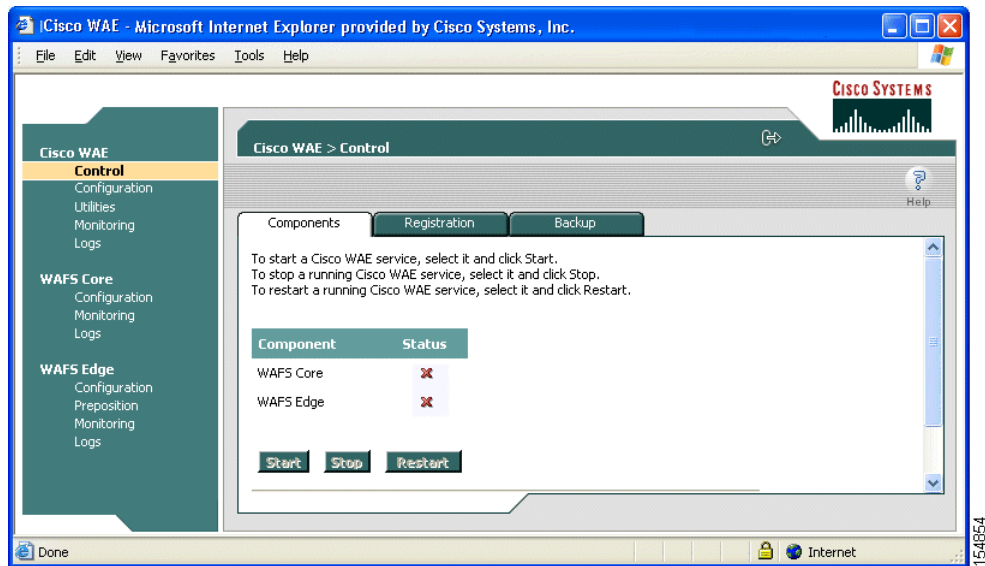 |Cisco WAE - Microsoft Internet Explorer provided by Cisco Systems, Inc.
File Edit View Favorites Tools Help
CISCO SYSTEMS
Cisco WAE
Control
Configuration
Utilities
Monitoring
Logs
WAFS Core
Configuration
Monitoring
Logs
WAFS Edge
Configuration
Preposition
Monitoring
Logs
Cisco WAE > Control
Help
Components Registration Backup
To start a Cisco WAE service, select it and click Start.
To stop a running Cisco WAE service, select it and click Stop.
To restart a running Cisco WAE service, select it and click Restart.
Component Status
WAFS Core
WAFS Edge
Start Stop Restart
Done Internet
154854